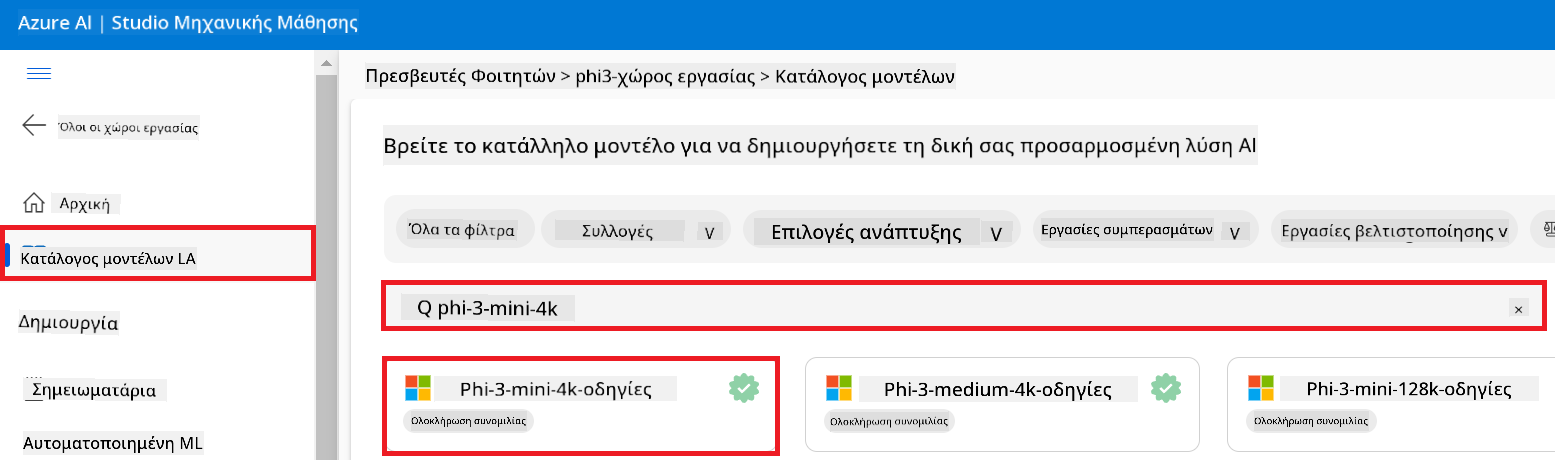 Azure AI | Studio Μηχανικής Μάθησης
Πρεσβευτές Φοιτητών > phi3-χώρος εργασίας > Κατάλογος μοντέλων
Όλοι οι χώροι εργασίας
Βρείτε το κατάλληλο μοντέλο για να δημιουργήσετε τη δική σας προσαρμοσμένη λύση AI
Αρχική
Όλα τα φίλτρα Συλλογές v Επιλογές ανάπτυξης v Εργασίες συμπερασμάτων v Εργασίες βελτιστοποίησης v
Κατάλογος μοντέλων LA
Q phi-3-mini-4k ×
Δημιουργία
Phi-3-mini-4k-οδηγίες Phi-3-medium-4k-οδηγίες Phi-3-mini-128k-οδηγίες
Σημειωματάρια
Ολοκλήρωση συνομιλίας Ολοκλήρωση συνομιλίας Ολοκλήρωση συνομιλίας
Αυτοματοποιημένη ML